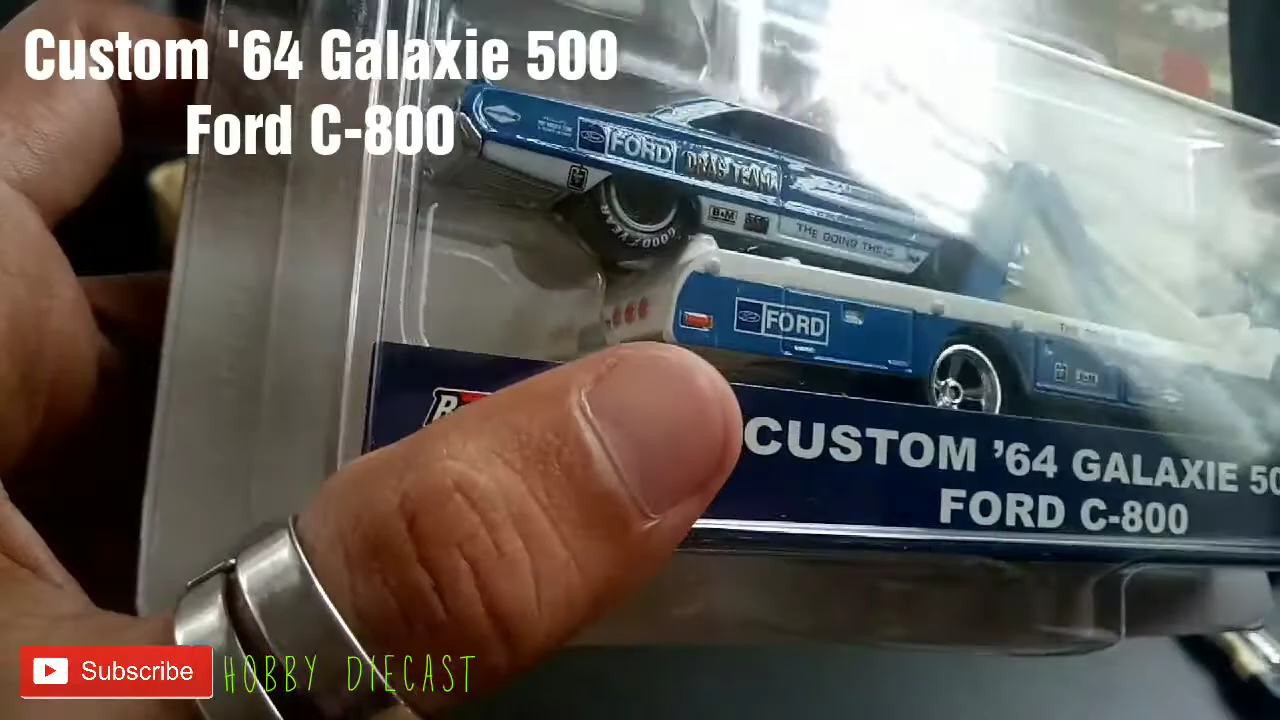 Custom '64 Galaxie 500
Ford C-800
FORD
DRAG TEAM
GOODYEAR
B&M
THE GOING THING
FORD
B&M
CUSTOM '64 GALAXIE 50
FORD C-800
Subscribe
HOBBY DIECAST